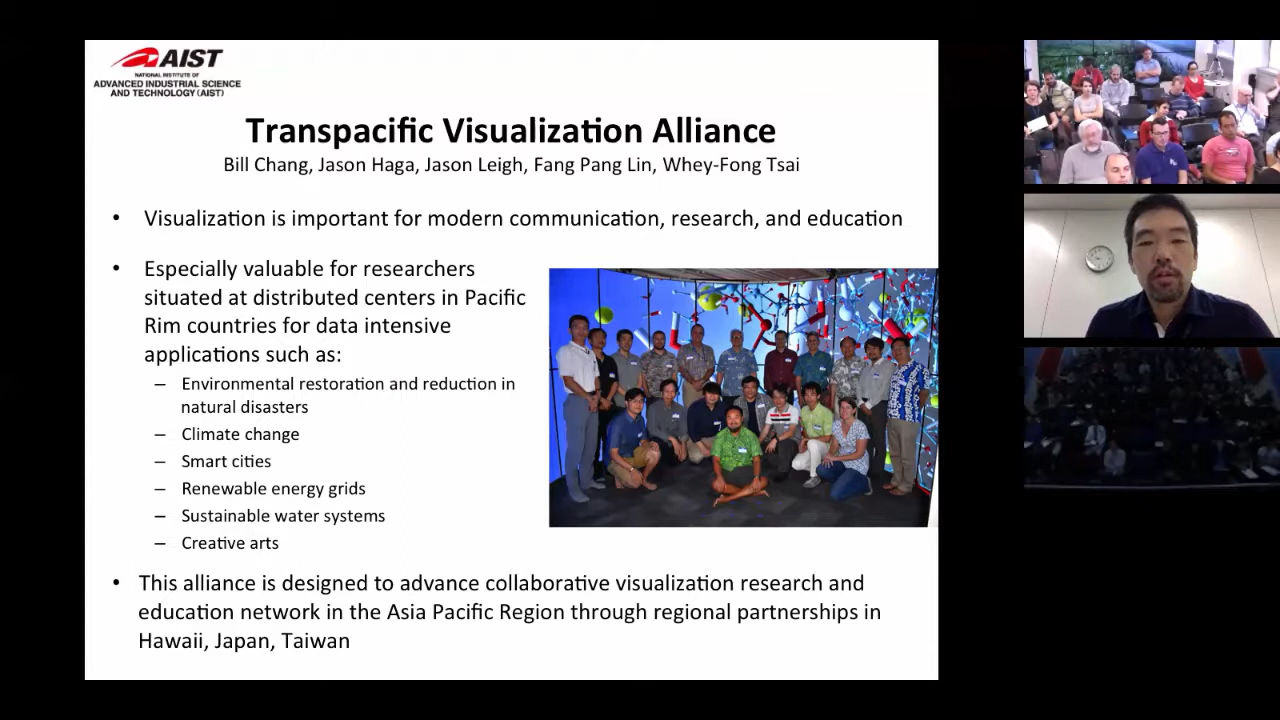 AIST
NATIONAL INSTITUTE OF
ADVANCED INDUSTRIAL SCIENCE
AND TECHNOLOGY (AIST)
Transpacific Visualization Alliance
Bill Chang, Jason Haga, Jason Leigh, Fang Pang Lin, Whey-Fong Tsai
• Visualization is important for modern communication, research, and education
• Especially valuable for researchers
situated at distributed centers in Pacific
Rim countries for data intensive
applications such as:
– Environmental restoration and reduction in
natural disasters
– Climate change
– Smart cities
– Renewable energy grids
– Sustainable water systems
– Creative arts
• This alliance is designed to advance collaborative visualization research and
education network in the Asia Pacific Region through regional partnerships in
Hawaii, Japan, Taiwan